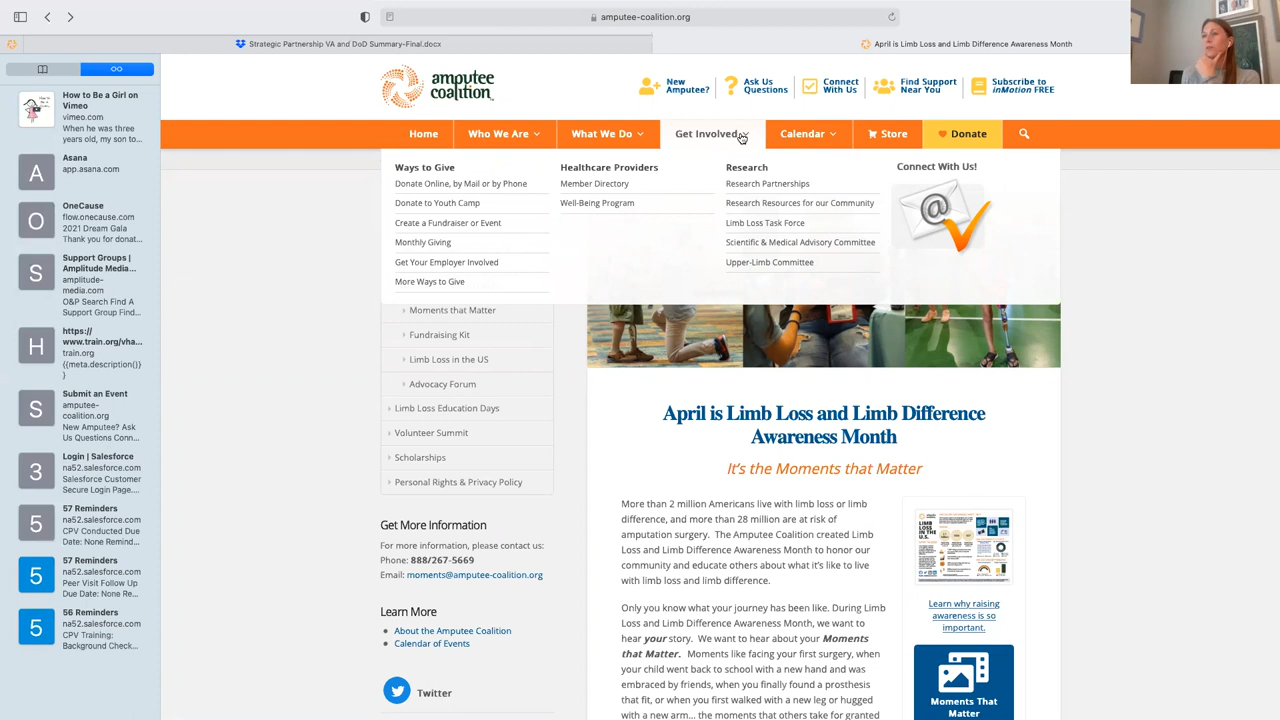 amputee-coalition.org
Strategic Partnership VA and DoD Summary-Final.docx
April is Limb Loss and Limb Difference Awareness Month
How to Be a Girl on
Vimeo
vimeo.com
When he was three
years old, my son to...
A
Asana
app.asana.com
O
OneCause
flow.onecause.com
2021 Dream Gala
Thank you for donat...
S
Support Groups |
Amplitude Media...
amplitude-
media.com
O&P Search Find A
Support Group Find...
H
https://
www.train.org/vha...
train.org
{{meta.description()}
}
S
Submit an Event
amputee-
coalition.org
New Amputee? Ask
Us Questions Conn...
3
Login | Salesforce
na52.salesforce.com
Salesforce Customer
Secure Login Page...
5
57 Reminders
na52.salesforce.com
CPV Conducted Due
Date: None Remind...
5
57 Reminders
na52.salesforce.com
Peer Visit Follow Up
Due Date: None Re...
5
56 Reminders
na52.salesforce.com
CPV Training:
Background Check...
amputee
coalition
New
Amputee?
Ask Us
Questions
Connect
With Us
Find Support
Near You
Subscribe to
inMotion FREE
Home
Who We Are
What We Do
Get Involved
Calendar
Store
Donate
Ways to Give
Donate Online, by Mail or by Phone
Donate to Youth Camp
Create a Fundraiser or Event
Monthly Giving
Get Your Employer Involved
More Ways to Give
Healthcare Providers
Member Directory
Well-Being Program
Research
Research Partnerships
Research Resources for our Community
Limb Loss Task Force
Scientific & Medical Advisory Committee
Upper-Limb Committee
Connect With Us!
@
Moments that Matter
Fundraising Kit
Limb Loss in the US
Advocacy Forum
Limb Loss Education Days
Volunteer Summit
Scholarships
Personal Rights & Privacy Policy
Get More Information
For more information, please contact us:
Phone: 888/267-5669
Email: moments@amputee-coalition.org
Learn More
About the Amputee Coalition
Calendar of Events
Twitter
April is Limb Loss and Limb Difference
Awareness Month
It's the Moments that Matter
More than 2 million Americans live with limb loss or limb
difference, and more than 28 million are at risk of
amputation surgery. The Amputee Coalition created Limb
Loss and Limb Difference Awareness Month to honor our
community and educate others about what it's like to live
with limb loss and limb difference.
Only you know what your journey has been like. During Limb
Loss and Limb Difference Awareness Month, we want to
hear your story. We want to hear about your Moments
that Matter. Moments like facing your first surgery, when
your child went back to school with a new hand and was
embraced by friends, when you finally found a prosthesis
that fit, or when you first walked with a new leg or hugged
with a new arm... the moments that others take for granted
LIMB
LOSS
IN THE
U.S.
Learn why raising
awareness is so
important.
Moments That
Matter